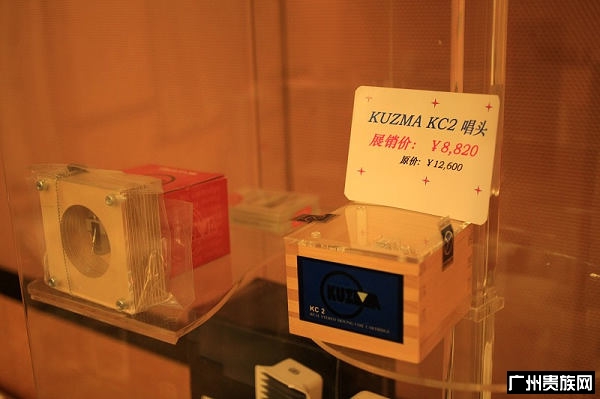 KUZMA KC2 唱头
展销价: ￥8,820
原价: ￥12,600
KUZMA
KC 2
广州贵族网